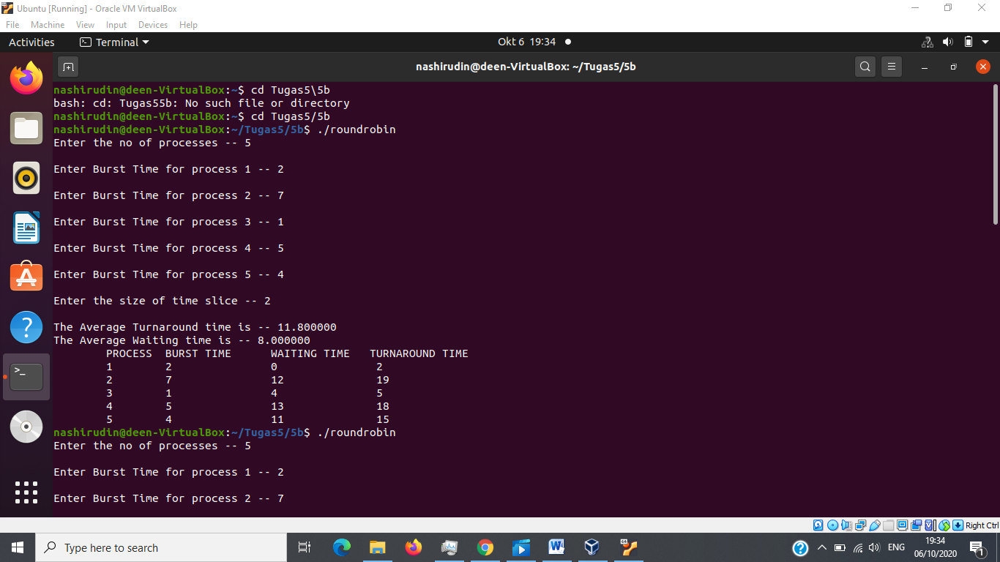 Ubuntu [Running] - Oracle VM VirtualBox
File Machine View Input Devices Help
Activities Terminal Okt 6 19:34
nashirudin@deen-VirtualBox: ~/Tugas5/5b
nashirudin@deen-VirtualBox:~$ cd Tugas5\5b
bash: cd: Tugas55b: No such file or directory
nashirudin@deen-VirtualBox:~$ cd Tugas5/5b
nashirudin@deen-VirtualBox:~/Tugas5/5b$ ./roundrobin
Enter the no of processes -- 5
Enter Burst Time for process 1 -- 2
Enter Burst Time for process 2 -- 7
Enter Burst Time for process 3 -- 1
Enter Burst Time for process 4 -- 5
Enter Burst Time for process 5 -- 4
Enter the size of time slice -- 2
The Average Turnaround time is -- 11.800000
The Average Waiting time is -- 8.000000
PROCESS BURST TIME WAITING TIME TURNAROUND TIME
1 2 0 2
2 7 12 19
3 1 4 5
4 5 13 18
5 4 11 15
nashirudin@deen-VirtualBox:~/Tugas5/5b$ ./roundrobin
Enter the no of processes -- 5
Enter Burst Time for process 1 -- 2
Enter Burst Time for process 2 -- 7
Right Ctrl
Type here to search
ENG
19:34
06/10/2020
1